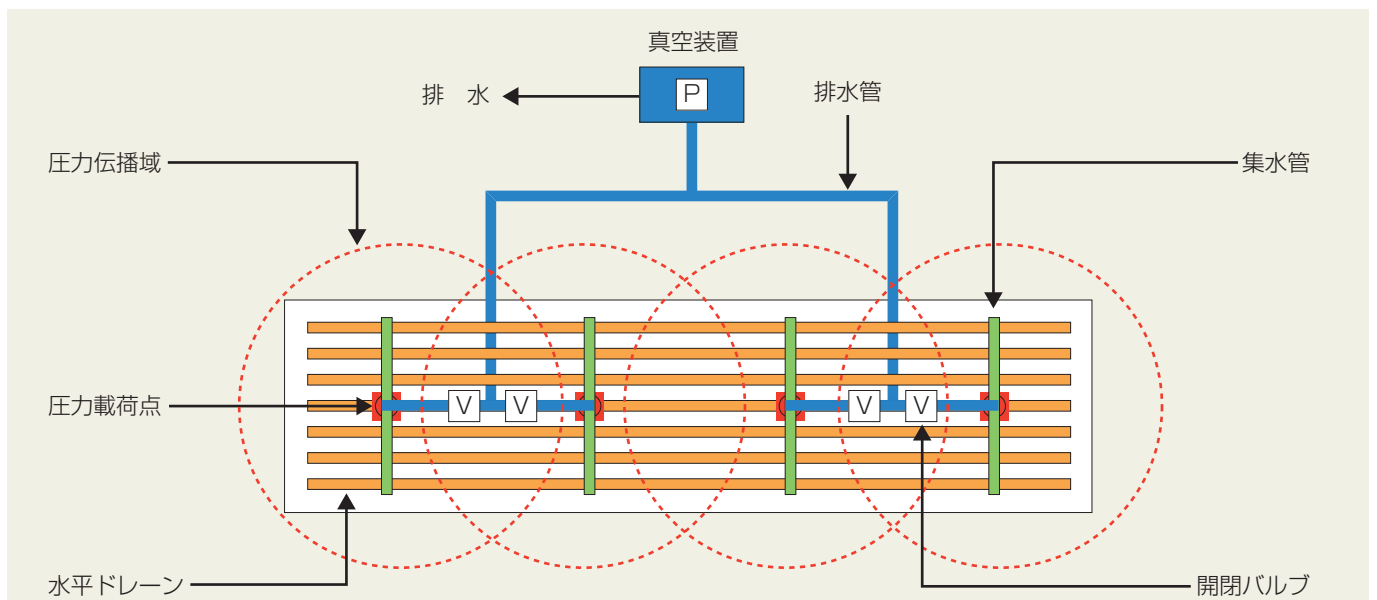 真空装置
P
排　水
排水管
圧力伝播域
集水管
圧力載荷点
V
V
V
V
水平ドレーン
開閉バルブ